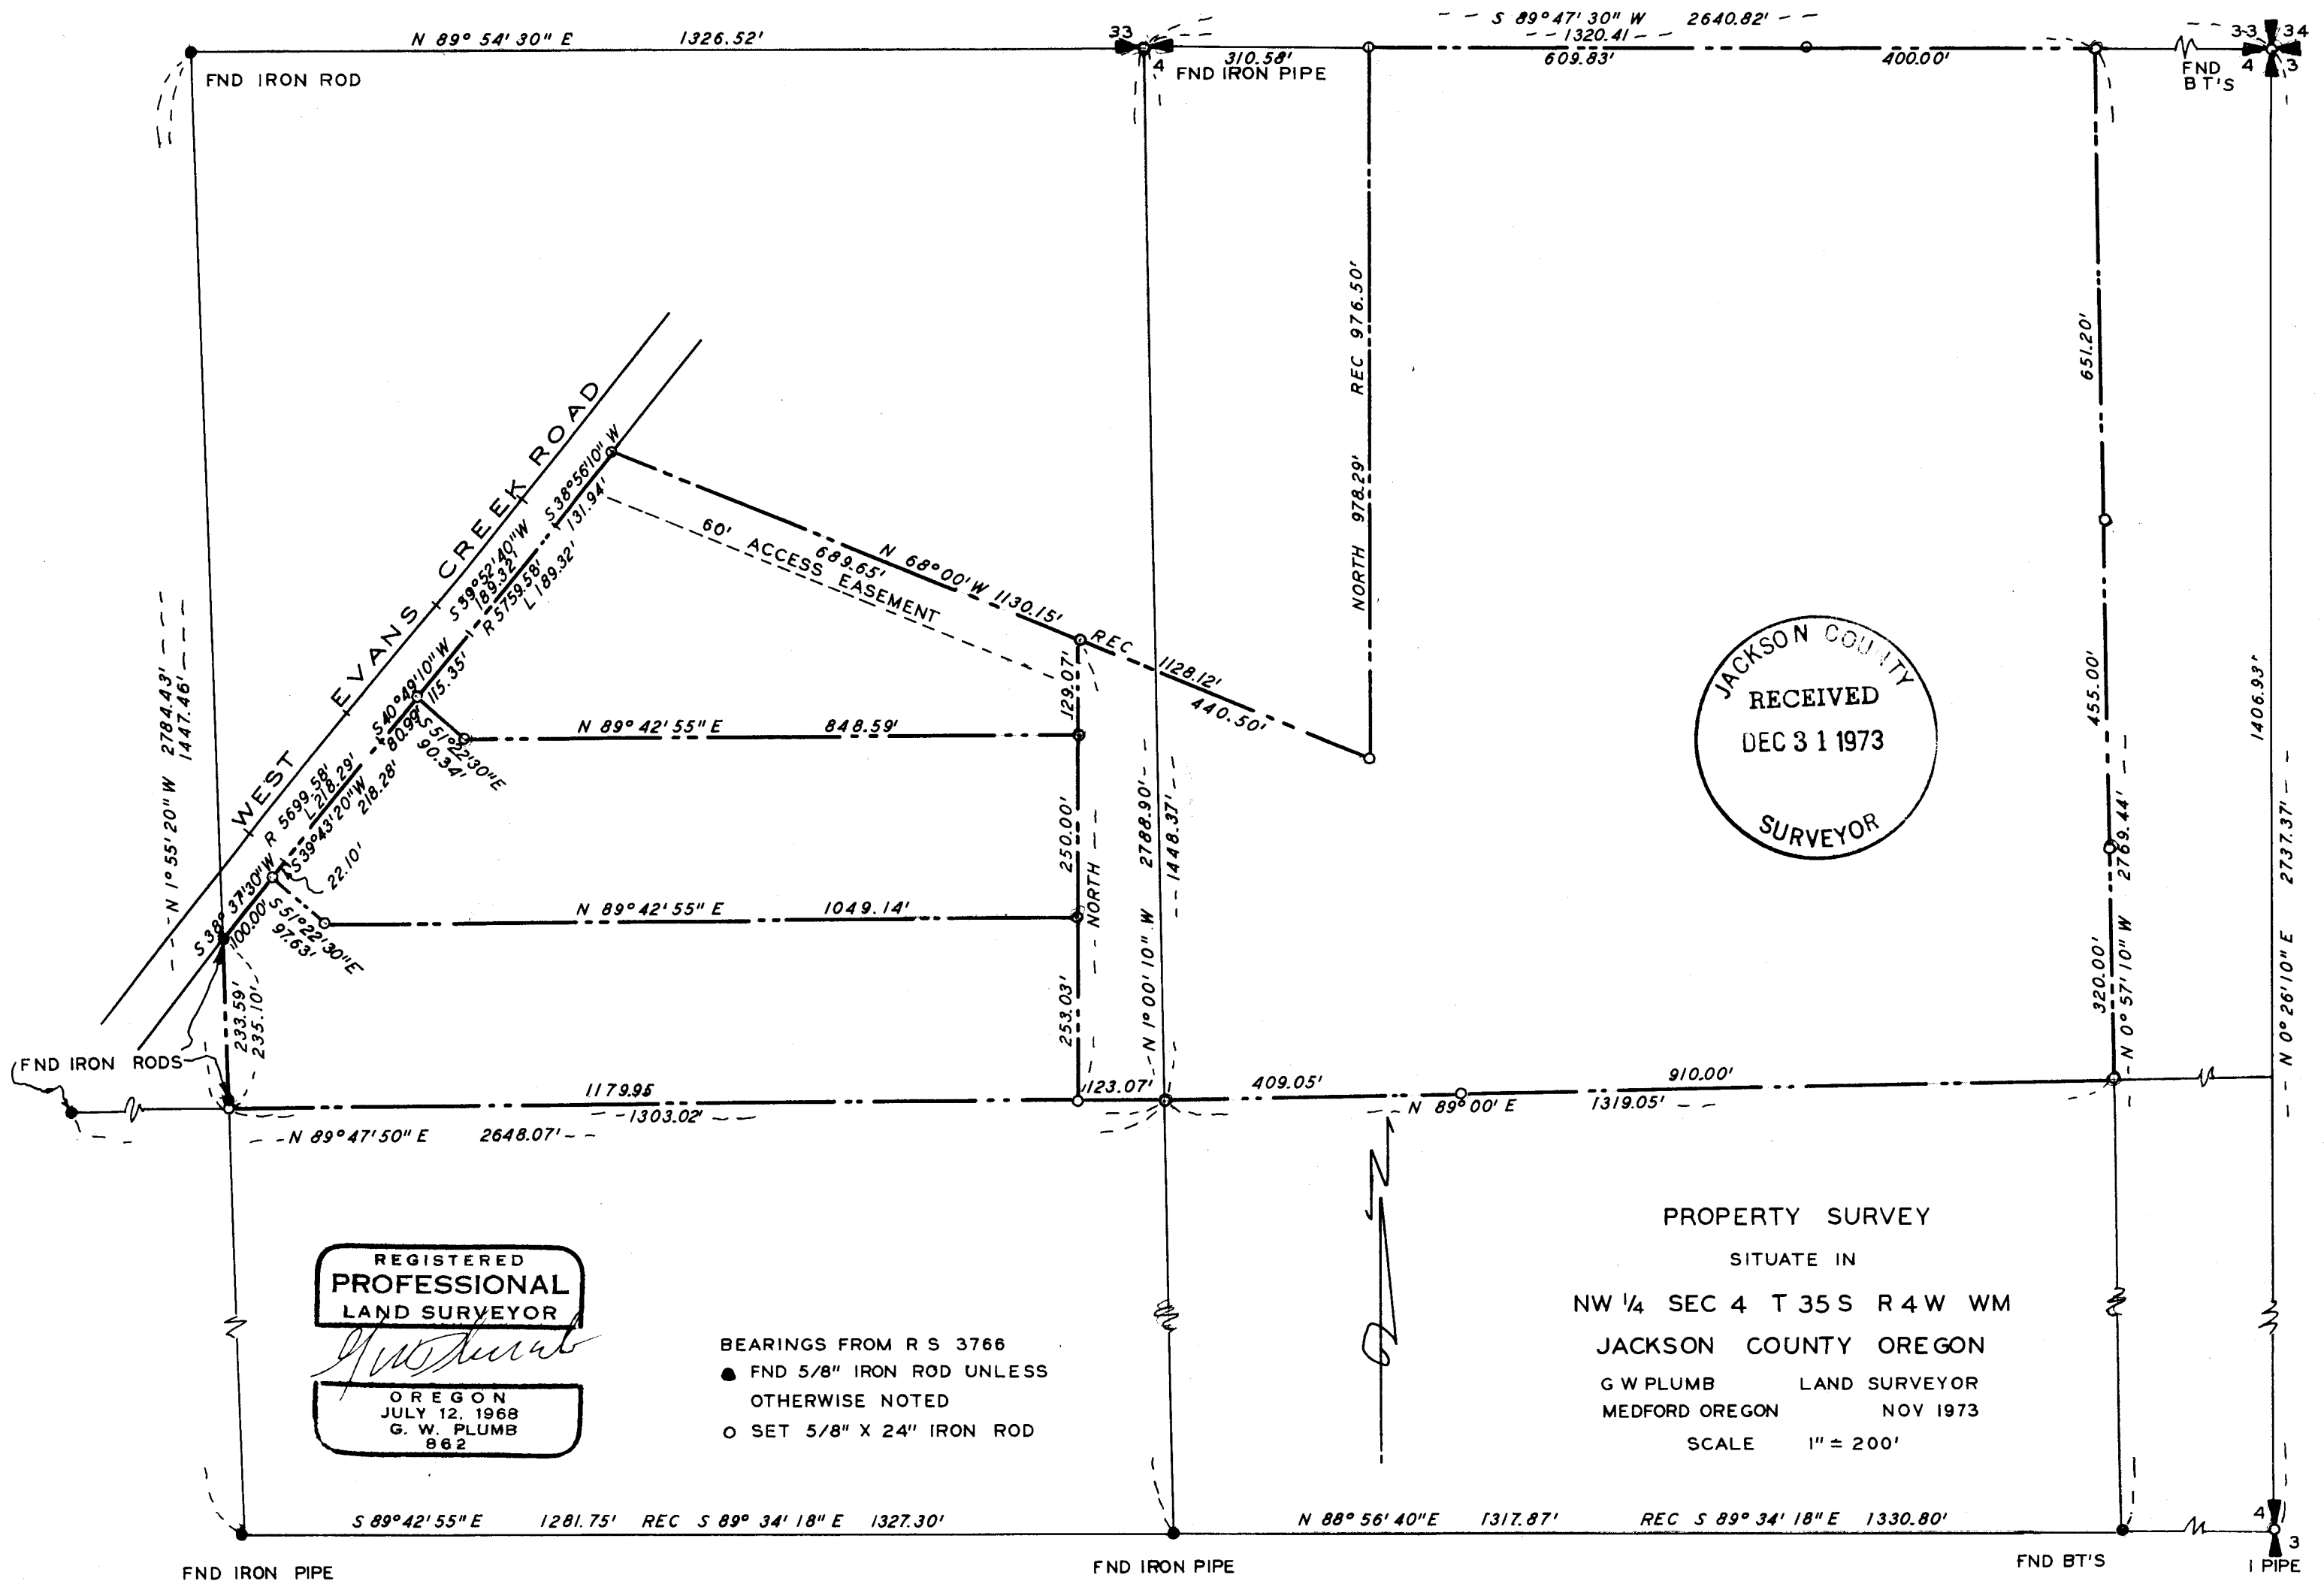 S 89°47'30" W 2640.82'
1320.41
N 89° 54' 30" E 1326.52'
33
4
310.58'
609.83'
400.00'
33 34
4 3
FND IRON ROD
FND IRON PIPE
FND
BT'S
N 1° 55' 20" W 2784.43'
1447.46'
WEST EVANS CREEK ROAD
S 38°56'10" W
131.94'
S 39°52'40"W
189.32'
R 5759.58'
L 189.32'
S 40°49'10" W
80.99'
115.35'
S 51°22'30"E
90.34'
R 5699.58'
L 218.29'
S 39°43'20"W
218.28'
22.10'
S 38° 37'30"W
100.00'
S 51°22'30"E
97.63'
60' ACCESS EASEMENT
N 68°00' W 1130.15'
689.65'
REC 1128.12'
440.50'
NORTH 978.29' REC 976.50'
129.07'
N 89° 42' 55" E 848.59'
250.00'
N 89° 42' 55" E 1049.14'
253.03'
NORTH
N 1° 00' 10" W 2788.90'
1448.37'
651.20'
455.00'
320.00'
N 0° 57' 10" W 2769.44'
1406.93'
N 0° 26' 10" E 2737.37'
JACKSON COUNTY
RECEIVED
DEC 31 1973
SURVEYOR
233.59'
235.10'
FND IRON RODS
1179.95
1303.02'
1123.07'
409.05'
910.00'
N 89° 00' E 1319.05'
N 89° 47' 50" E 2648.07'
N
REGISTERED
PROFESSIONAL
LAND SURVEYOR
OREGON
JULY 12, 1968
G. W. PLUMB
862
BEARINGS FROM R S 3766
FND 5/8" IRON ROD UNLESS
OTHERWISE NOTED
SET 5/8" X 24" IRON ROD
PROPERTY SURVEY
SITUATE IN
NW 1/4 SEC 4 T 35 S R 4 W WM
JACKSON COUNTY OREGON
G W PLUMB LAND SURVEYOR
MEDFORD OREGON NOV 1973
SCALE 1" = 200'
S 89° 42' 55" E 1281.75' REC S 89° 34' 18" E 1327.30'
N 88° 56' 40" E 1317.87' REC S 89° 34' 18" E 1330.80'
4
3
FND IRON PIPE
FND IRON PIPE
FND BT'S
I PIPE